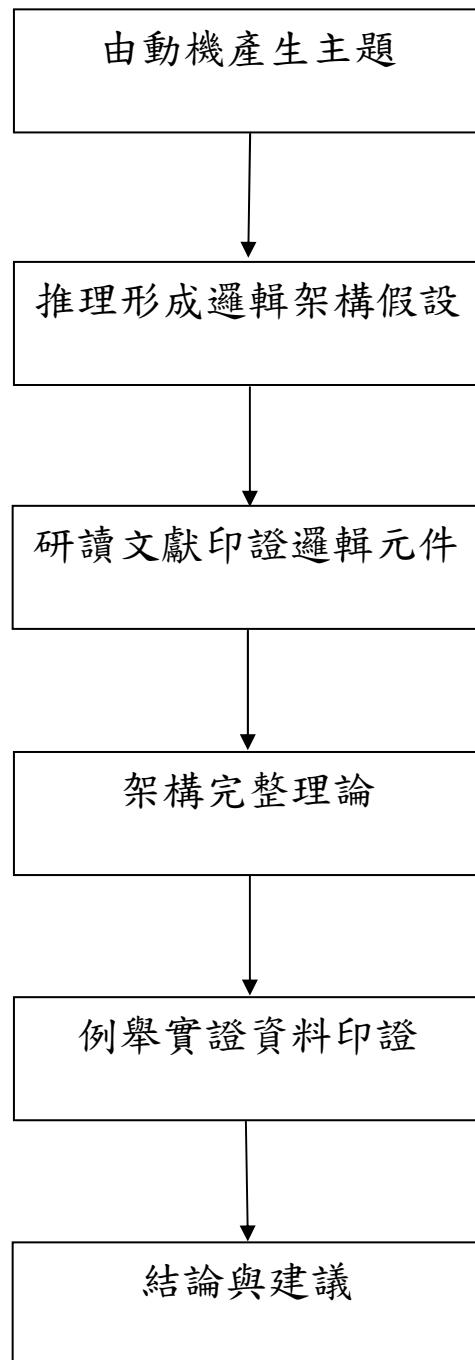 由動機產生主題
推理形成邏輯架構假設
研讀文獻印證邏輯元件
架構完整理論
例舉實證資料印證
結論與建議